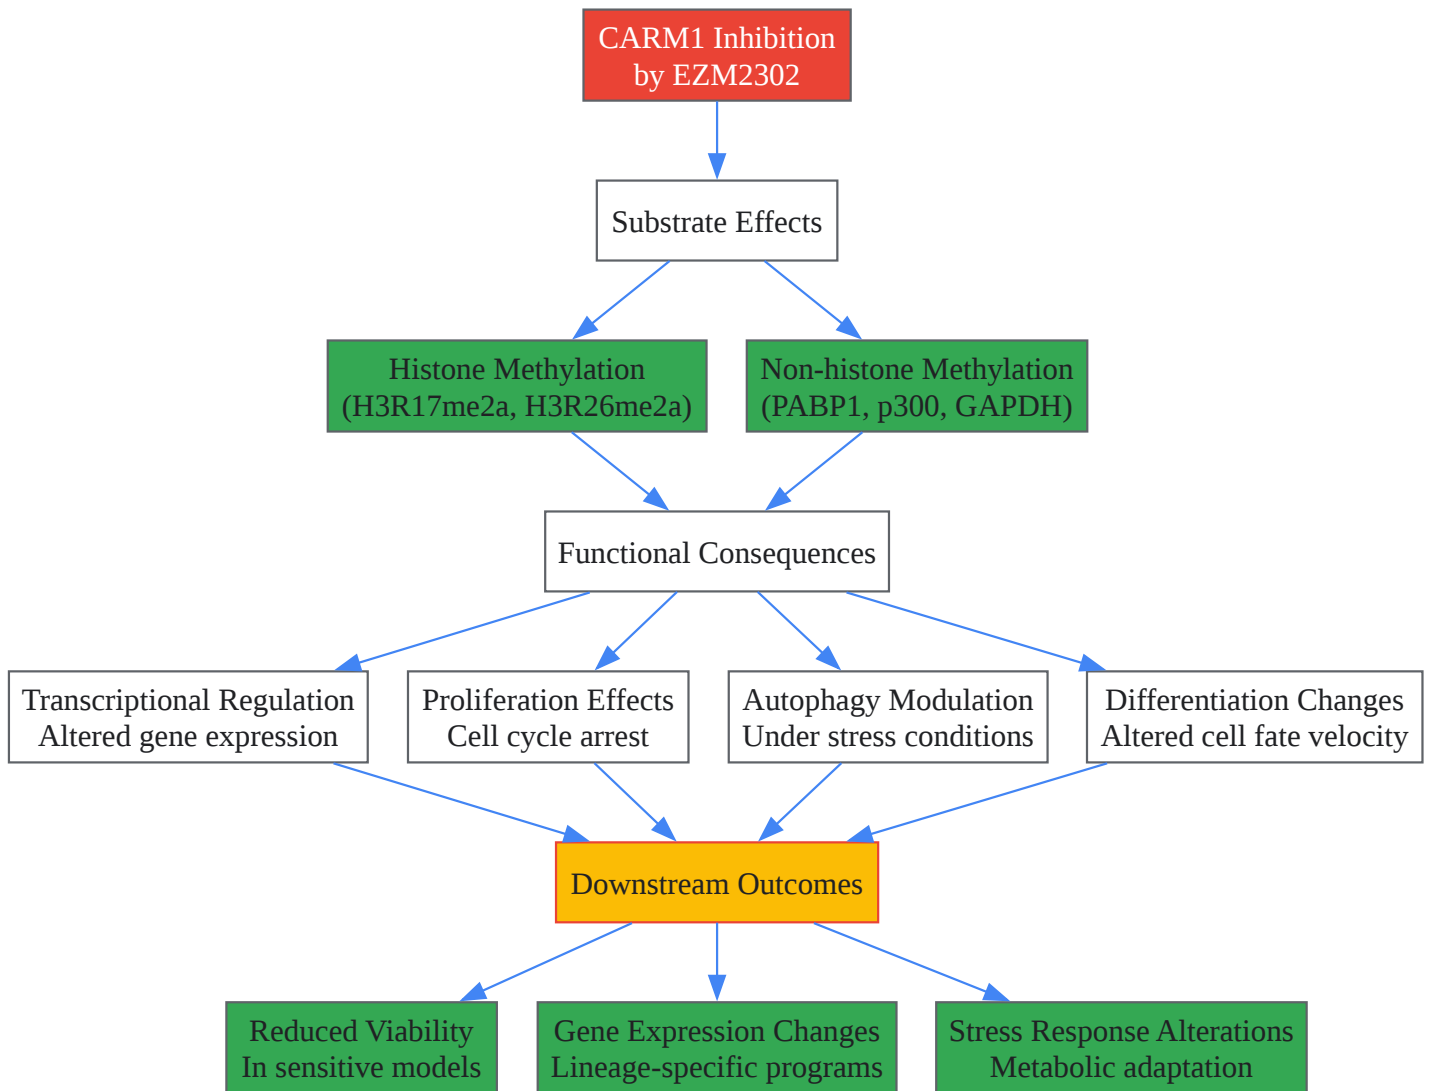 CARM1 Inhibition
by EZM2302
Substrate Effects
Histone Methylation
(H3R17me2a, H3R26me2a)
Non-histone Methylation
(PABP1, p300, GAPDH)
Functional Consequences
Transcriptional Regulation
Altered gene expression
Proliferation Effects
Cell cycle arrest
Autophagy Modulation
Under stress conditions
Differentiation Changes
Altered cell fate velocity
Downstream Outcomes
Reduced Viability
In sensitive models
Gene Expression Changes
Lineage-specific programs
Stress Response Alterations
Metabolic adaptation